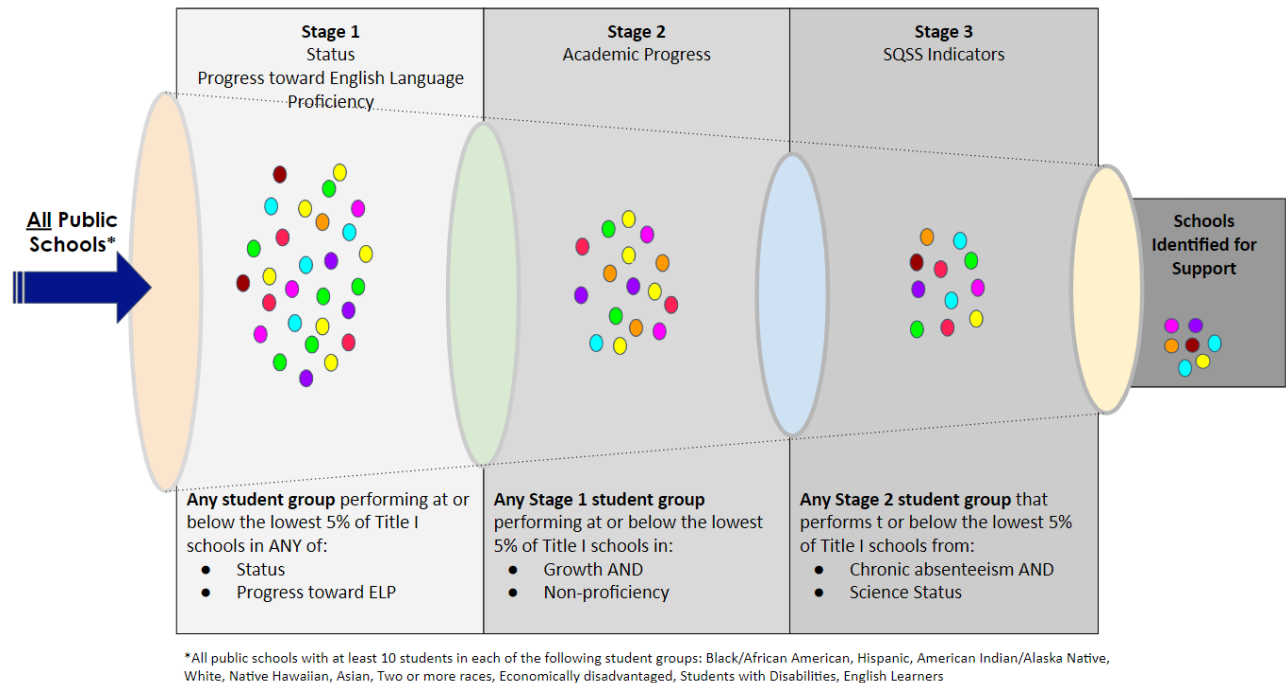 Stage 1
Status
Progress toward English Language
Proficiency
Stage 2
Academic Progress
Stage 3
SQSS Indicators
All Public
Schools*
Schools
Identified for
Support
Any student group performing at or
below the lowest 5% of Title I
schools in ANY of:
● Status
● Progress toward ELP
Any Stage 1 student group
performing at or below the lowest
5% of Title I schools in:
● Growth AND
● Non-proficiency
Any Stage 2 student group that
performs t or below the lowest 5%
of Title I schools from:
● Chronic absenteeism AND
● Science Status
*All public schools with at least 10 students in each of the following student groups: Black/African American, Hispanic, American Indian/Alaska Native,
White, Native Hawaiian, Asian, Two or more races, Economically disadvantaged, Students with Disabilities, English Learners